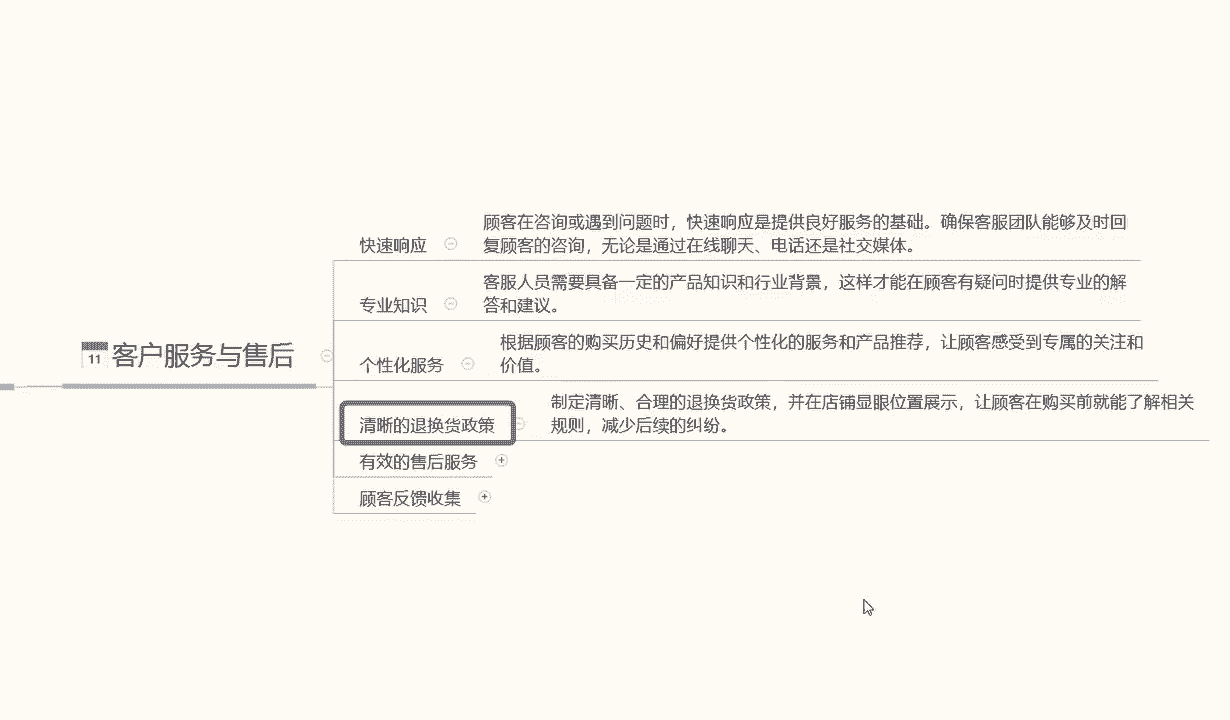 快速响应
顾客在咨询或遇到问题时，快速响应是提供良好服务的基础。确保客服团队能够及时回
复顾客的咨询，无论是通过在线聊天、电话还是社交媒体。
专业知识
客服人员需要具备一定的产品知识和行业背景，这样才能在顾客有疑问时提供专业的解
答和建议。
11 客户服务与售后
个性化服务
根据顾客的购买历史和偏好提供个性化的服务和产品推荐，让顾客感受到专属的关注和
价值。
清晰的退换货政策
制定清晰、合理的退换货政策，并在店铺显眼位置展示，让顾客在购买前就能了解相关
规则，减少后续的纠纷。
有效的售后服务
顾客反馈收集